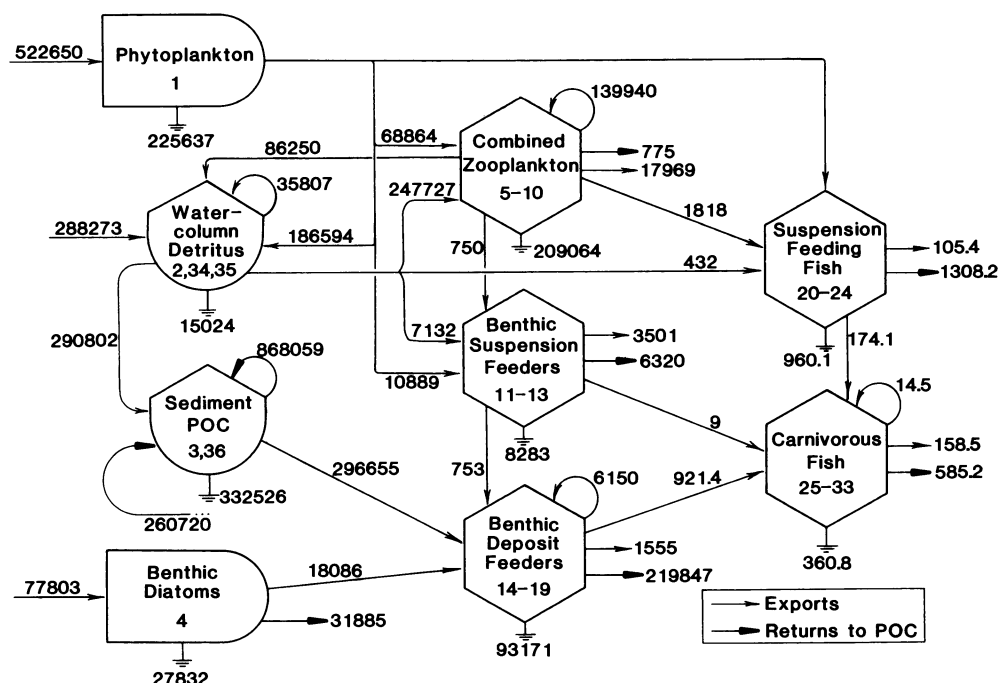 522650
Phytoplankton
1
225637
139940
68864
Combined
Zooplankton
5-10
775
17969
86250
35807
247727
Water-
column
Detritus
2,34,35
288273
186594
1818
750
209064
Suspension
Feeding
Fish
20-24
105.4
1308.2
432
15024
290802
7132
Benthic
Suspension
Feeders
11-13
3501
6320
960.1
174.1
868059
10889
14.5
Sediment
POC
3,36
8283
9
Carnivorous
Fish
25-33
158.5
585.2
296655
753
6150
921.4
332526
260720
...
Benthic
Deposit
Feeders
14-19
1555
219847
360.8
77803
Benthic
Diatoms
4
18086
31885
27832
93171
Exports
Returns to POC